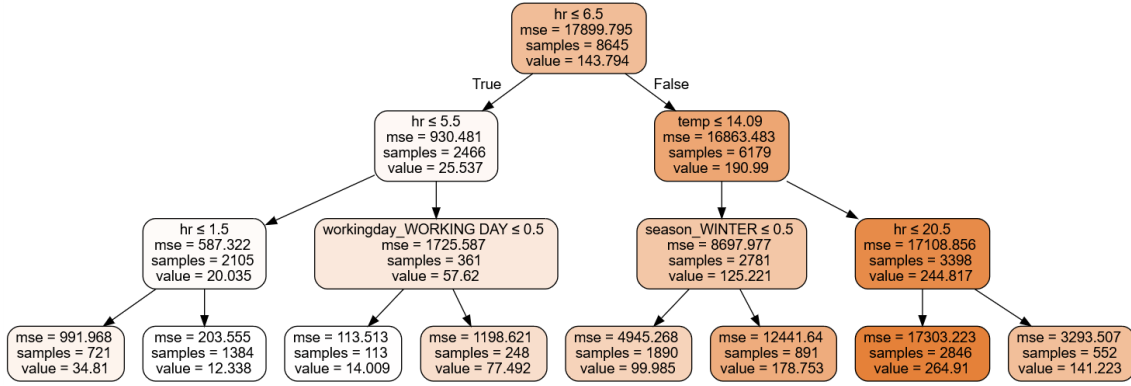 hr ≤ 6.5
mse = 17899.795
samples = 8645
value = 143.794
True
False
hr ≤ 5.5
mse = 930.481
samples = 2466
value = 25.537
temp ≤ 14.09
mse = 16863.483
samples = 6179
value = 190.99
hr ≤ 1.5
mse = 587.322
samples = 2105
value = 20.035
workingday_WORKING DAY ≤ 0.5
mse = 1725.587
samples = 361
value = 57.62
season_WINTER ≤ 0.5
mse = 8697.977
samples = 2781
value = 125.221
hr ≤ 20.5
mse = 17108.856
samples = 3398
value = 244.817
mse = 991.968
samples = 721
value = 34.81
mse = 203.555
samples = 1384
value = 12.338
mse = 113.513
samples = 113
value = 14.009
mse = 1198.621
samples = 248
value = 77.492
mse = 4945.268
samples = 1890
value = 99.985
mse = 12441.64
samples = 891
value = 178.753
mse = 17303.223
samples = 2846
value = 264.91
mse = 3293.507
samples = 552
value = 141.223